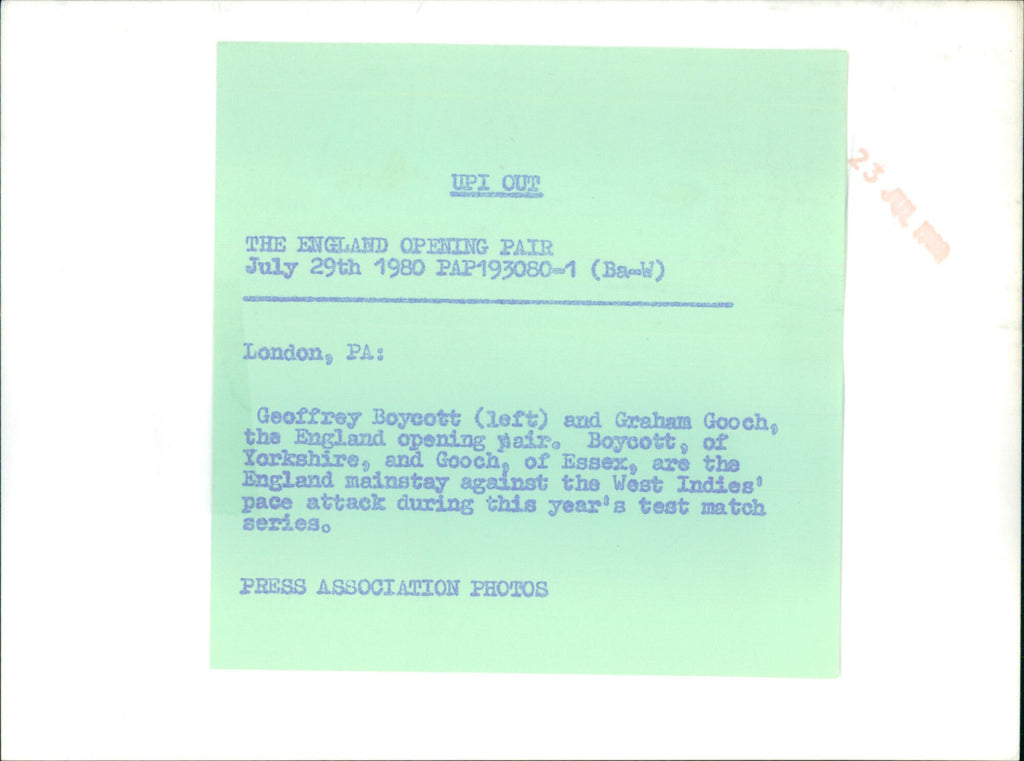 UPI OUT
THE ENGLAND OPENING PAIR
July 29th 1980 PAP193080-1 (Ba-W)
London, PA:
Geoffrey Boycott (left) and Graham Gooch,
the England opening pair. Boycott, of
Yorkshire, and Gooch, of Essex, are the
England mainstay against the West Indies'
pace attack during this year's test match
series.
PRESS ASSOCIATION PHOTOS
23 JUL